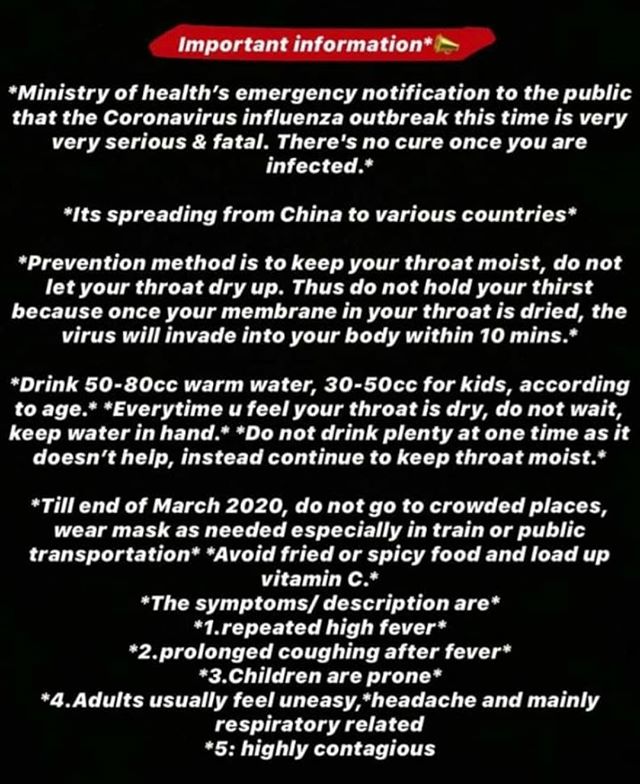 Important information*
*Ministry of health's emergency notification to the public
that the Coronavirus influenza outbreak this time is very
very serious & fatal. There's no cure once you are
infected.*
*Its spreading from China to various countries*
*Prevention method is to keep your throat moist, do not
let your throat dry up. Thus do not hold your thirst
because once your membrane in your throat is dried, the
virus will invade into your body within 10 mins.*
*Drink 50-80cc warm water, 30-50cc for kids, according
to age.* *Everytime u feel your throat is dry, do not wait,
keep water in hand.* *Do not drink plenty at one time as it
doesn't help, instead continue to keep throat moist.*
*Till end of March 2020, do not go to crowded places,
wear mask as needed especially in train or public
transportation* *Avoid fried or spicy food and load up
vitamin C.*
*The symptoms/ description are*
*1.repeated high fever*
*2.prolonged coughing after fever*
*3.Children are prone*
*4.Adults usually feel uneasy,*headache and mainly
respiratory related
*5: highly contagious